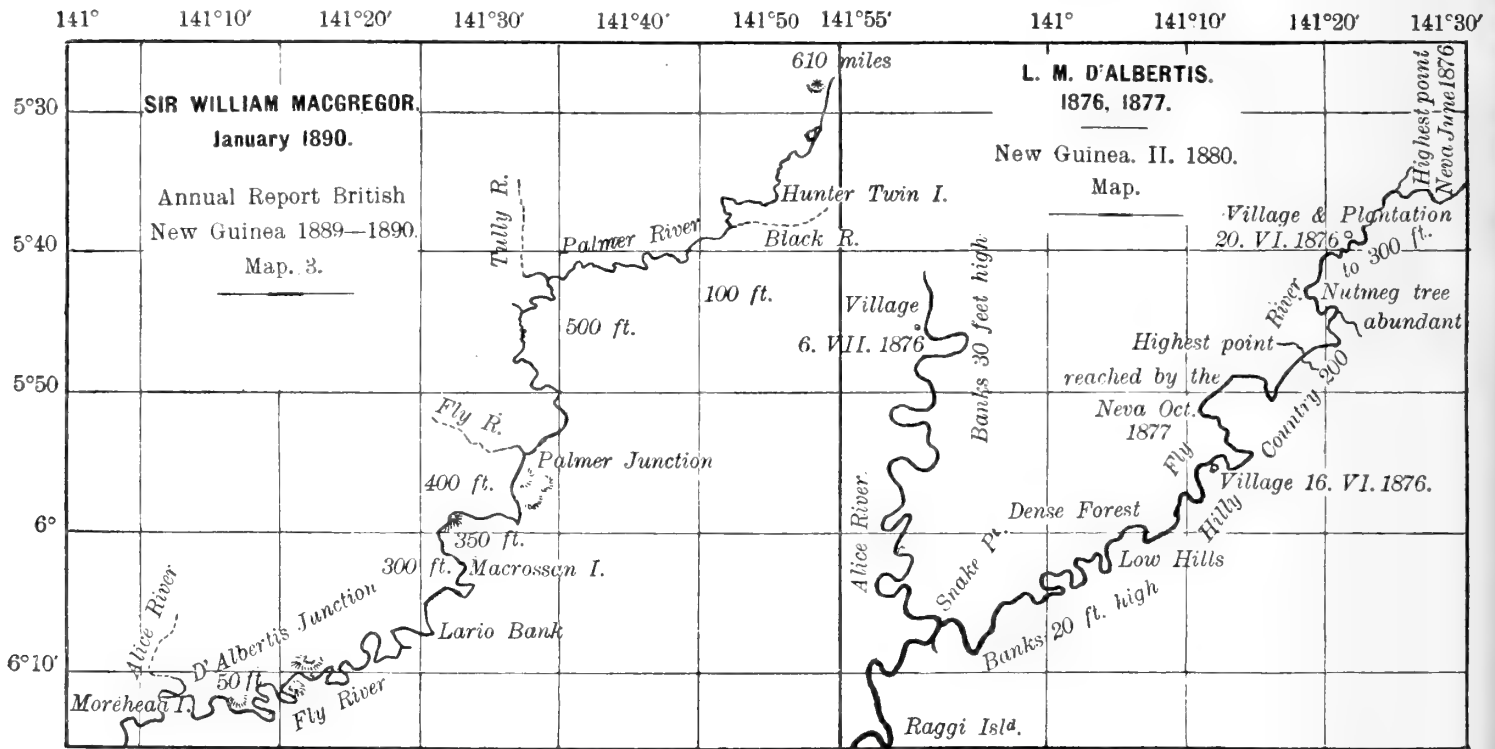 141° 141°10′ 141°20′ 141°30′ 141°40′ 141°50 141°55′ 141° 141°10′ 141°20′ 141°30′
5°30
5°40
5°50
6°
6°10′
SIR WILLIAM MACGREGOR.
January 1890.
Annual Report British
New Guinea 1889—1890.
Map. 3.
610 miles
Hunter Twin I.
Black R.
Palmer River
Tully R.
100 ft.
500 ft.
Fly R.
Palmer Junction
400 ft.
350 ft.
300 ft.
Macrossan I.
Lario Bank
Alice River
D'Albertis Junction
50 ft.
Morehead I.
Fly River
L. M. D'ALBERTIS.
1876, 1877.
New Guinea. II. 1880.
Map.
Highest point
Neva June 1876
Village & Plantation
20. VI. 1876
to 300 ft.
Nutmeg tree
abundant
River
Village
6. VII. 1876
Banks 30 feet high
Highest point
reached by the
Neva Oct.
1877
Country 200
Fly
Village 16. VI. 1876.
Hilly
Dense Forest
Low Hills
Alice River
Snake Pt.
Banks 20 ft. high
Raggi Isld.